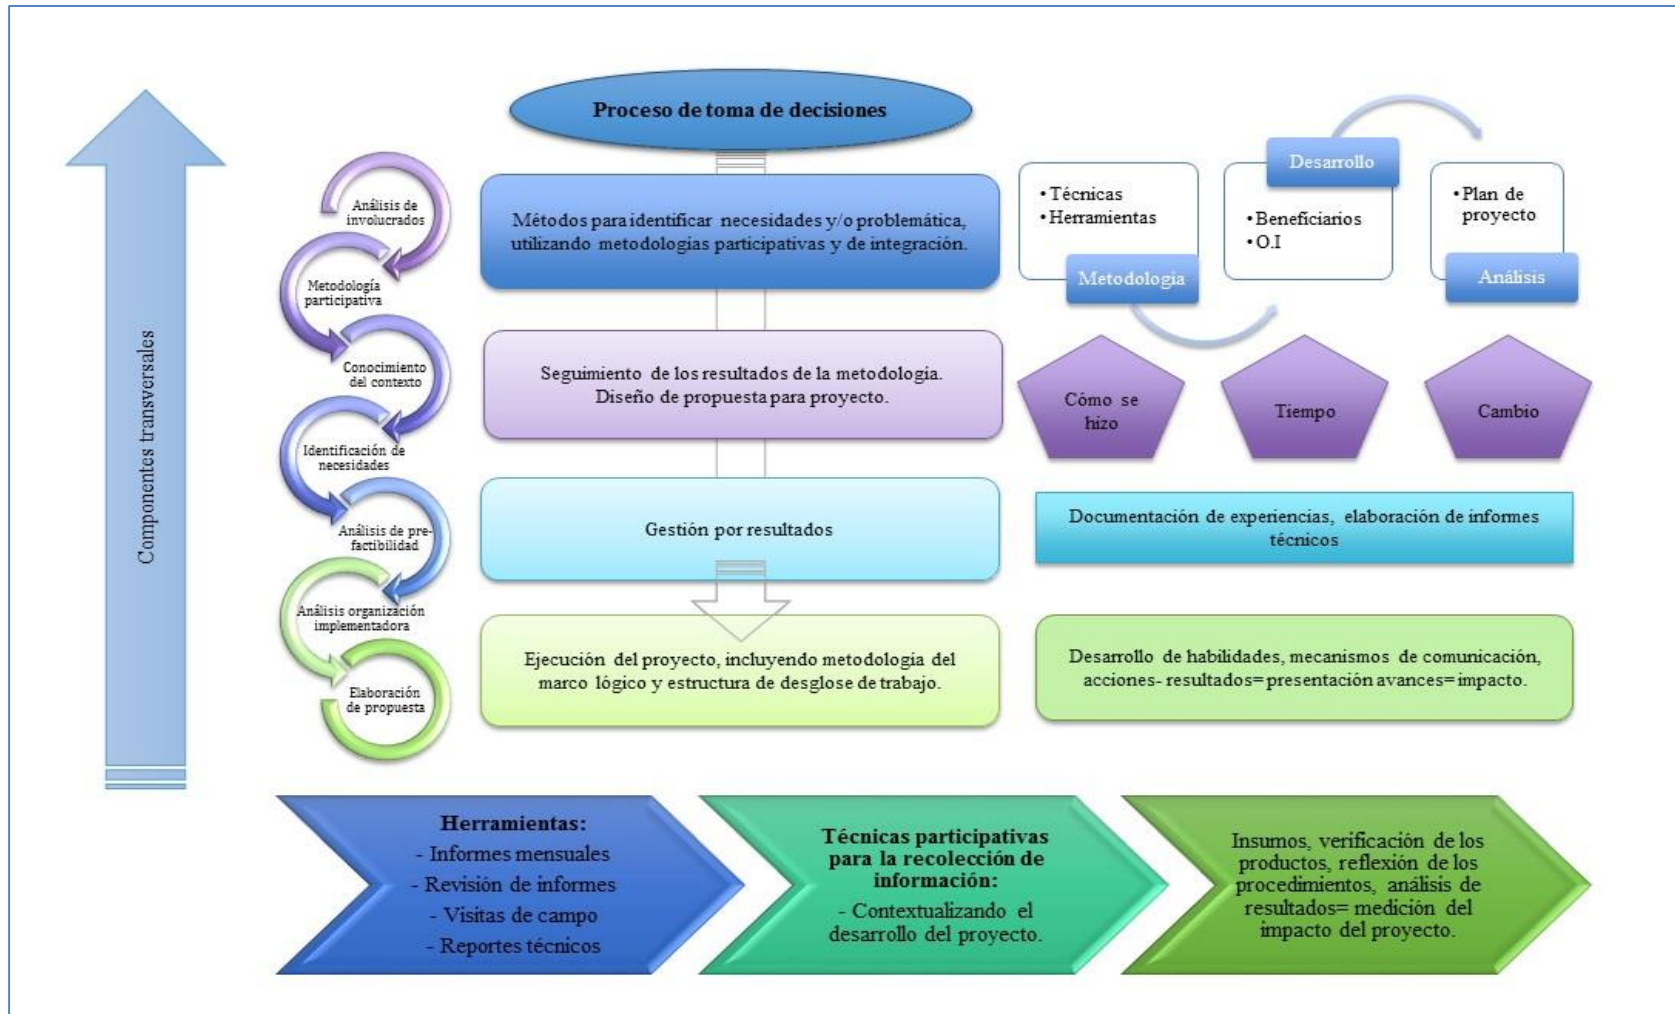 Componentes transversales
Proceso de toma de decisiones
Análisis de
involucrados
Metodología
participativa
Conocimiento
del contexto
Identificación de
necesidades
Análisis de pre-
factibilidad
Análisis organización
implementadora
Elaboración
de propuesta
Métodos para identificar necesidades y/o problemática,
utilizando metodologías participativas y de integración.
Seguimiento de los resultados de la metodología.
Diseño de propuesta para proyecto.
Gestión por resultados
Ejecución del proyecto, incluyendo metodología del
marco lógico y estructura de desglose de trabajo.
• Técnicas
• Herramientas
Metodología
Desarrollo
• Beneficiarios
• O.I
• Plan de
proyecto
Análisis
Cómo se
hizo
Tiempo
Cambio
Documentación de experiencias, elaboración de informes
técnicos
Desarrollo de habilidades, mecanismos de comunicación,
acciones- resultados= presentación avances= impacto.
Herramientas:
- Informes mensuales
- Revisión de informes
- Visitas de campo
- Reportes técnicos
Técnicas participativas
para la recolección de
información:
- Contextualizando el
desarrollo del proyecto.
Insumos, verificación de los
productos, reflexión de los
procedimientos, análisis de
resultados= medición del
impacto del proyecto.